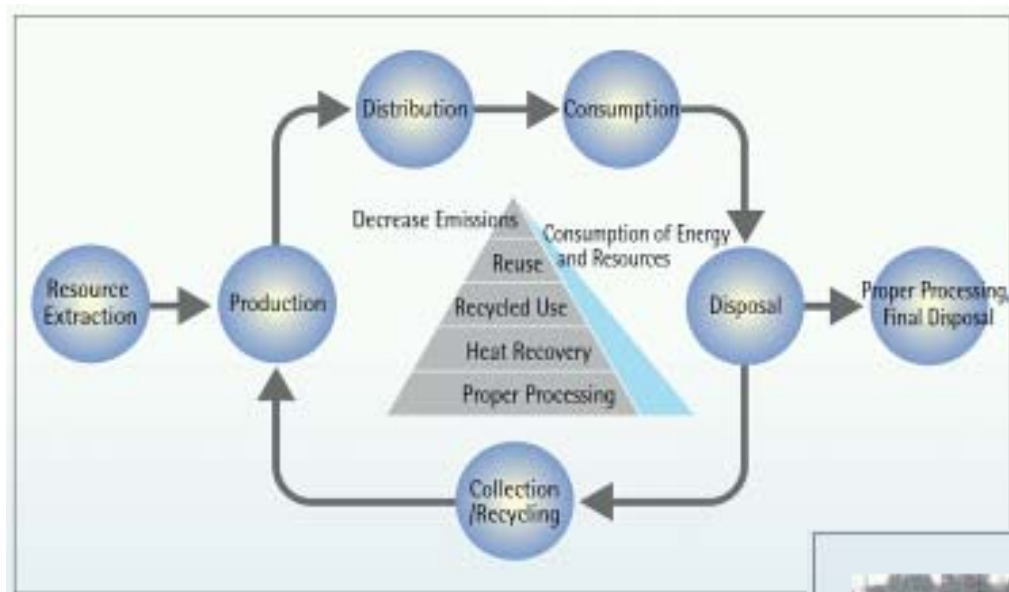 Distribution
Consumption
Decrease Emissions
Consumption of Energy
and Resources
Reuse
Resource
Extraction
Production
Recycled Use
Disposal
Proper Processing,
Final Disposal
Heat Recovery
Proper Processing
Collection
/Recycling